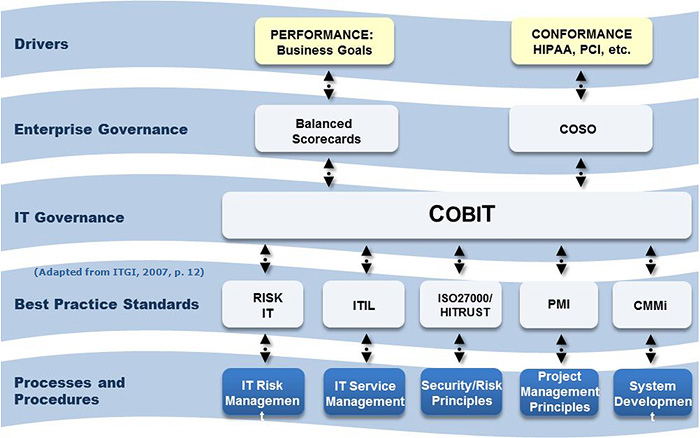 Drivers
PERFORMANCE:
Business Goals
CONFORMANCE
HIPAA, PCI, etc.
Enterprise Governance
Balanced
Scorecards
COSO
IT Governance
COBIT
(Adapted from ITGI, 2007, p. 12)
Best Practice Standards
RISK
IT
ITIL
ISO27000/
HITRUST
PMI
CMMi
Processes and
Procedures
IT Risk
Managemen
t
IT Service
Management
Security/Risk
Principles
Project
Management
Principles
System
Developmen
t